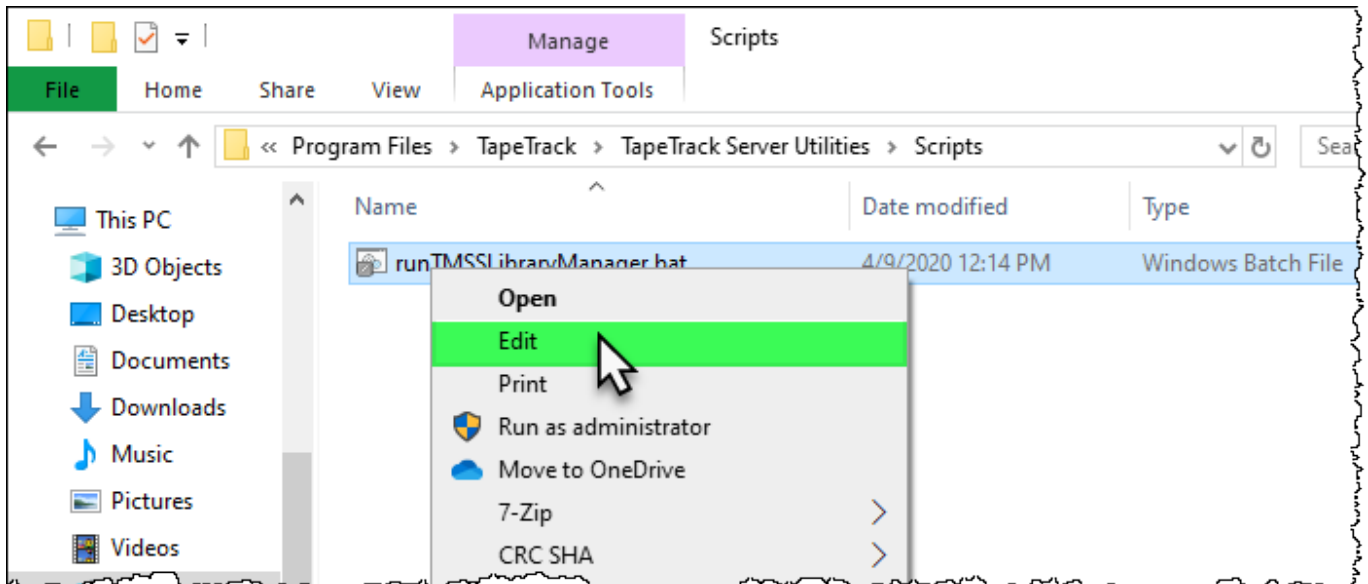 Manage Scripts
File Home Share View Application Tools
« Program Files > TapeTrack > TapeTrack Server Utilities > Scripts
Name Date modified Type
This PC
runTMSSLibraryManager.bat 4/9/2020 12:14 PM Windows Batch File
3D Objects
Open
Desktop
Edit
Documents
Print
Downloads
Run as administrator
Music
Move to OneDrive
Pictures
7-Zip
Videos
CRC SHA